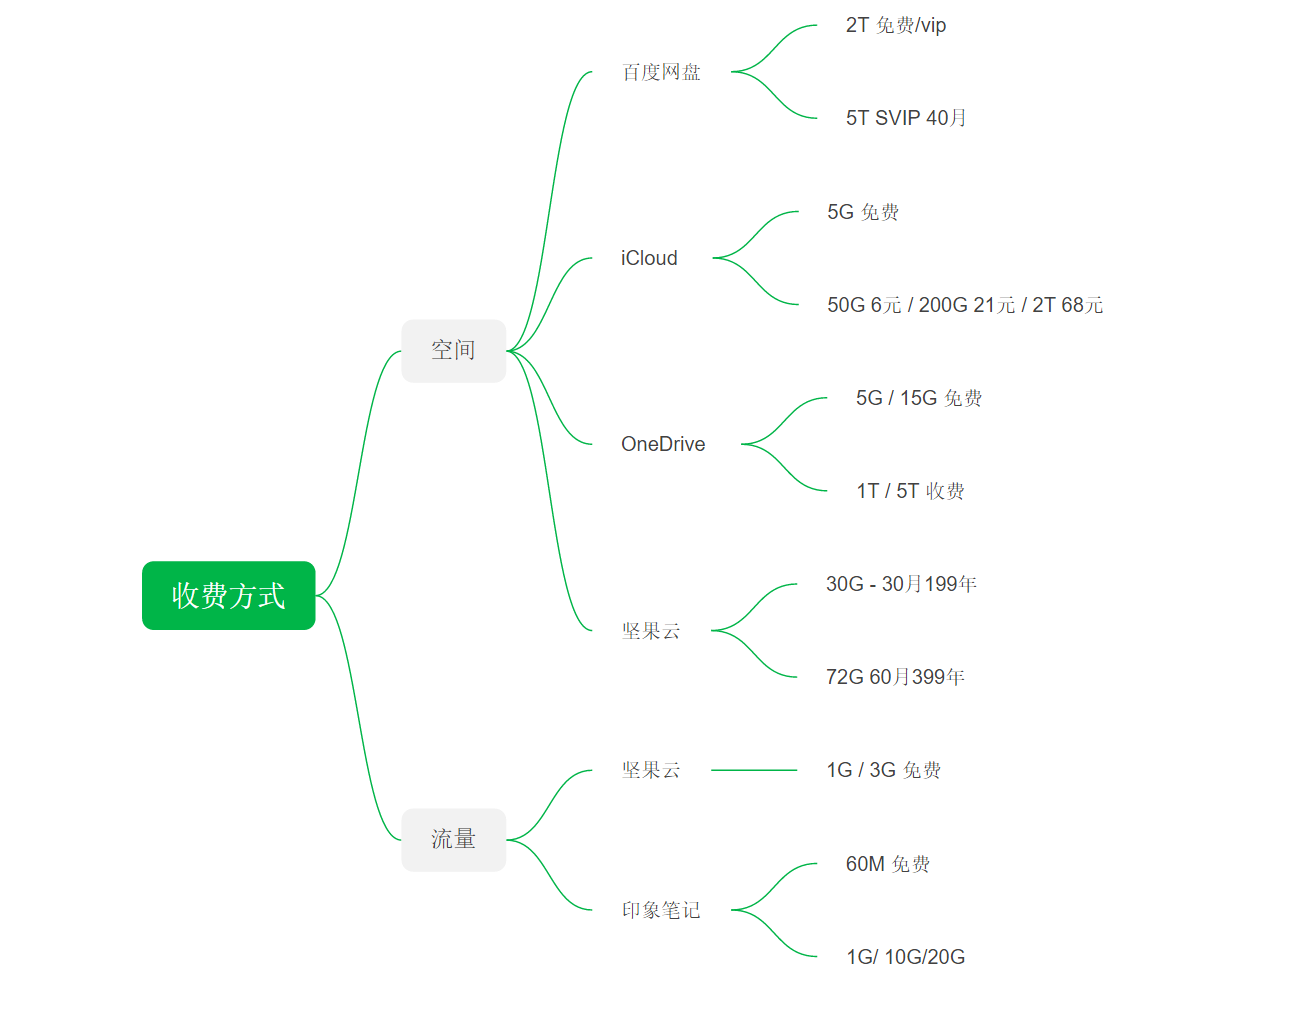 收费方式
空间
百度网盘
2T 免费/vip
5T SVIP 40月
iCloud
5G 免费
50G 6元 / 200G 21元 / 2T 68元
OneDrive
5G / 15G 免费
1T / 5T 收费
坚果云
30G - 30月199年
72G 60月399年
流量
坚果云
1G / 3G 免费
印象笔记
60M 免费
1G/ 10G/20G